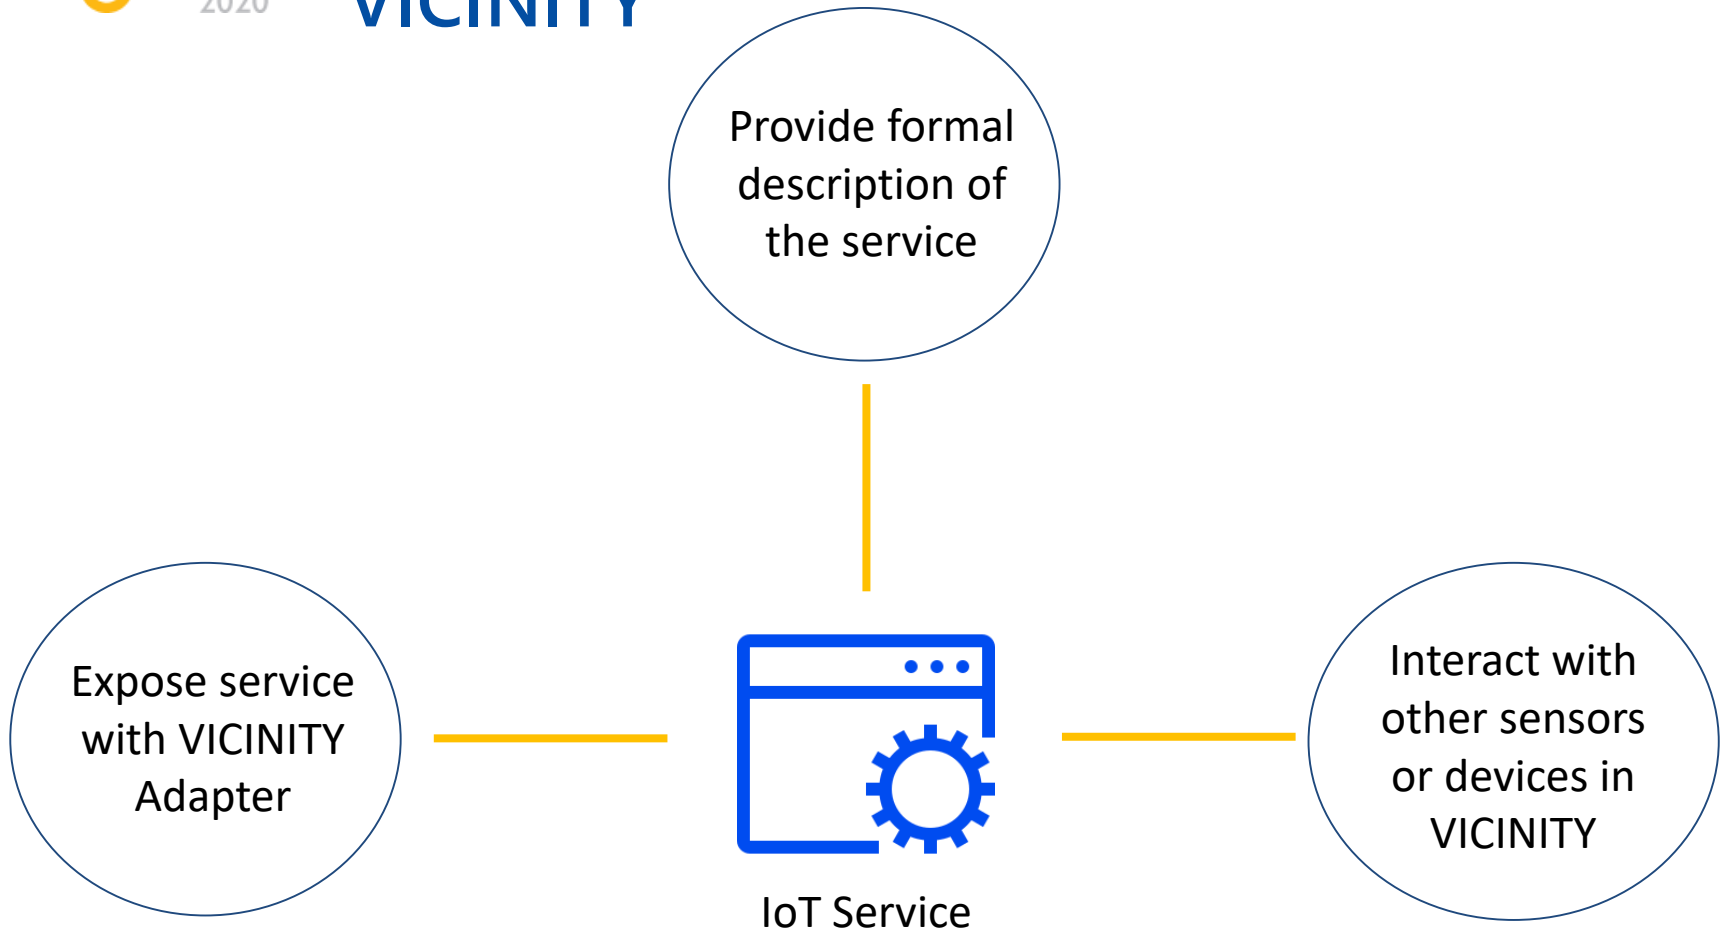 2020
VICINITY
Provide formal
description of
the service
Expose service
with VICINITY
Adapter
Interact with
other sensors
or devices in
VICINITY
IoT Service